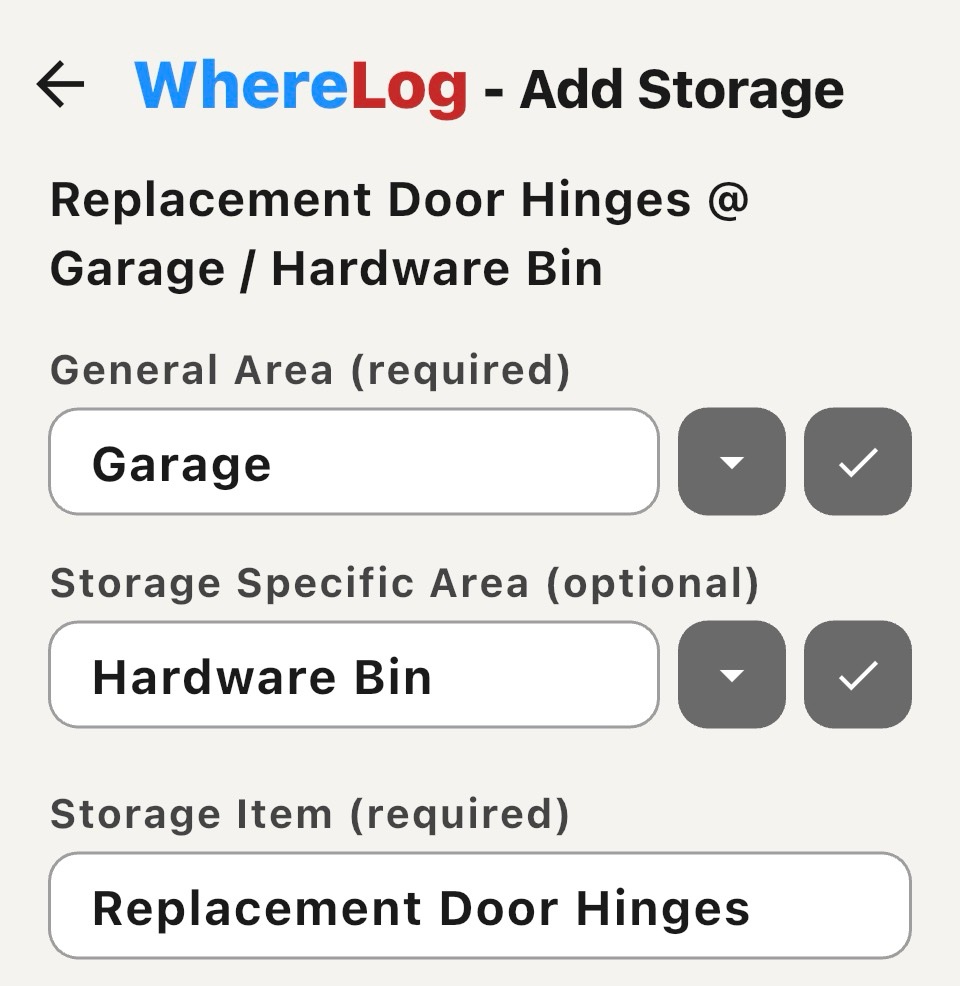 WhereLog - Add Storage
Replacement Door Hinges @
Garage / Hardware Bin
General Area (required)
Garage
Storage Specific Area (optional)
Hardware Bin
Storage Item (required)
Replacement Door Hinges